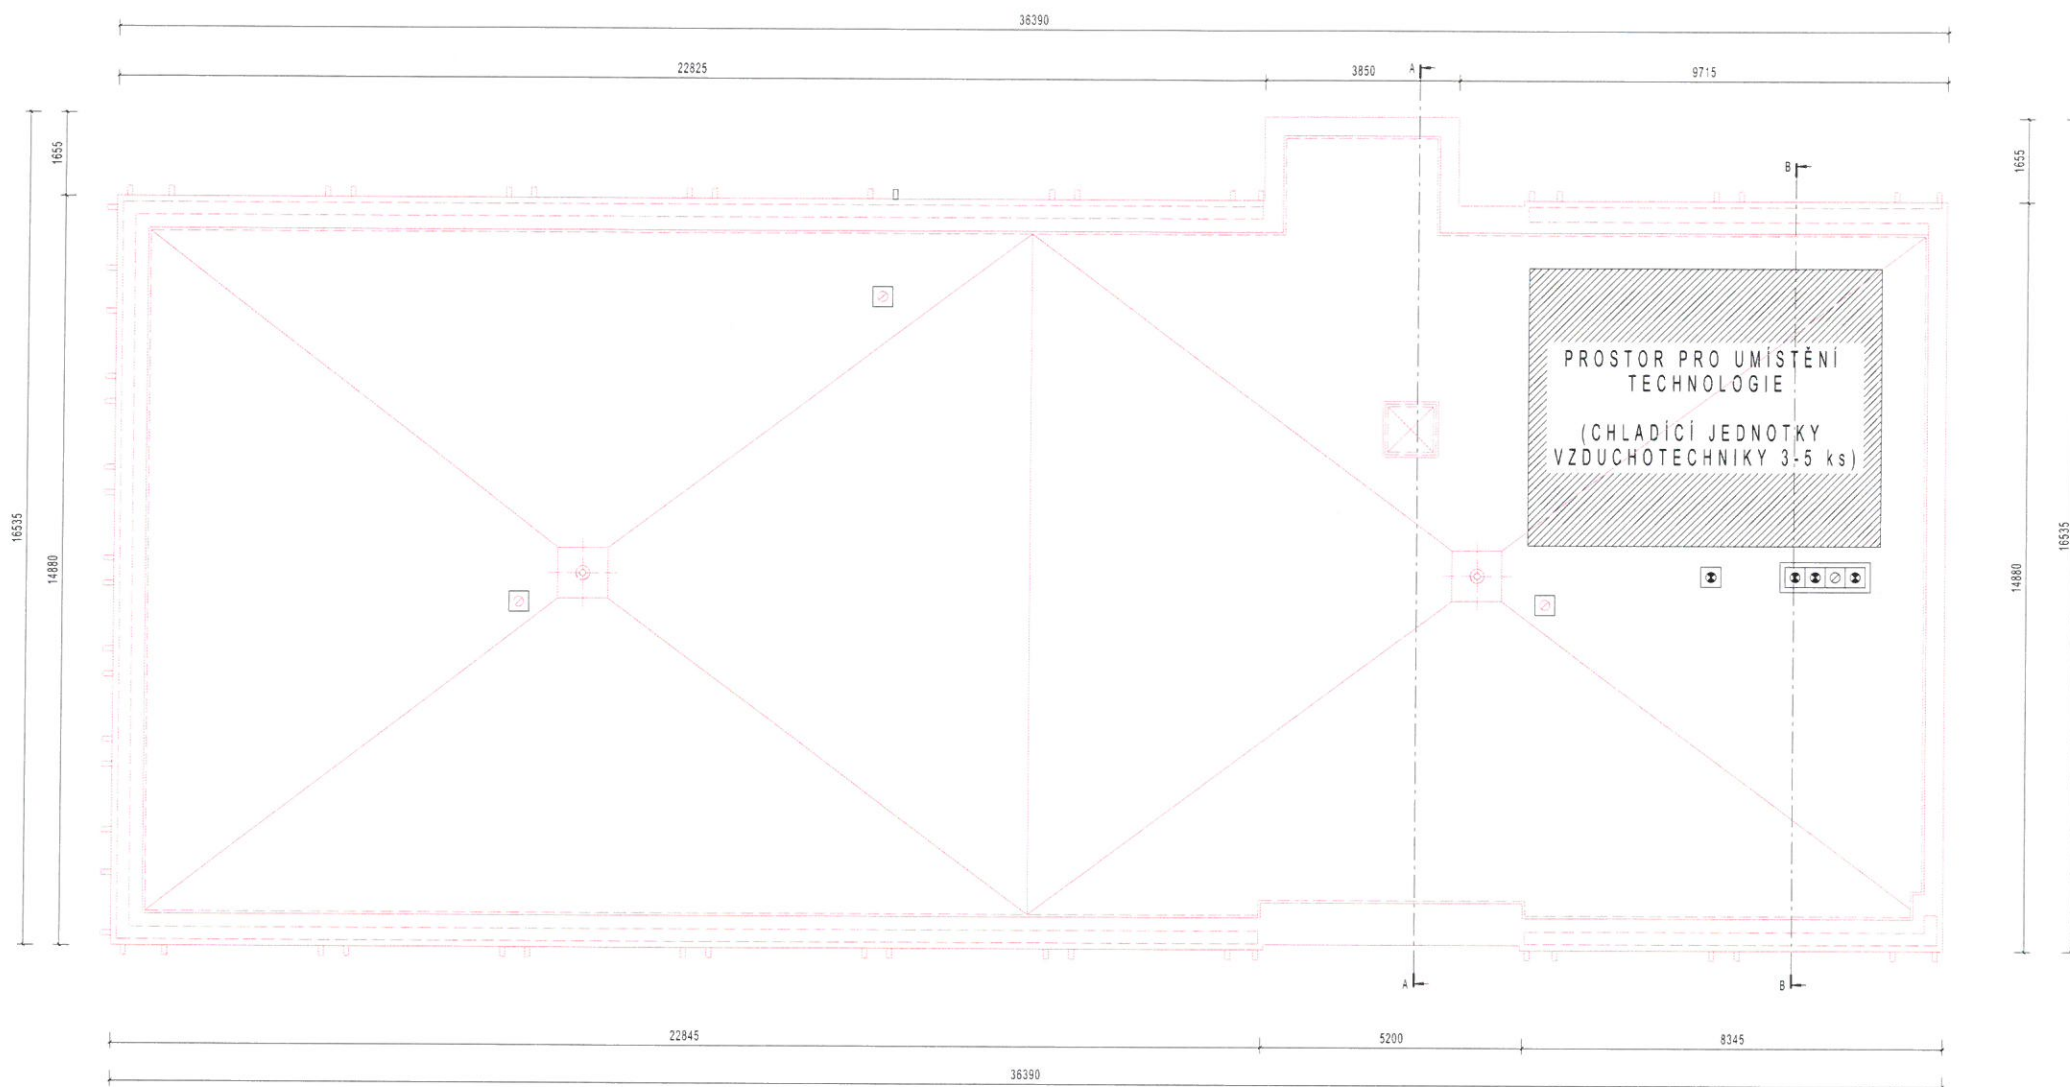 36390
22825
3850
A
9715
1655
1655
B
PROSTOR PRO UMÍSTĚNÍ
TECHNOLOGIE
(CHLADÍCÍ JEDNOTKY
VZDUCHOTECHNIKY 3-5 ks)
16535
14880
14880
16535
A
B
22845
5200
8345
36390